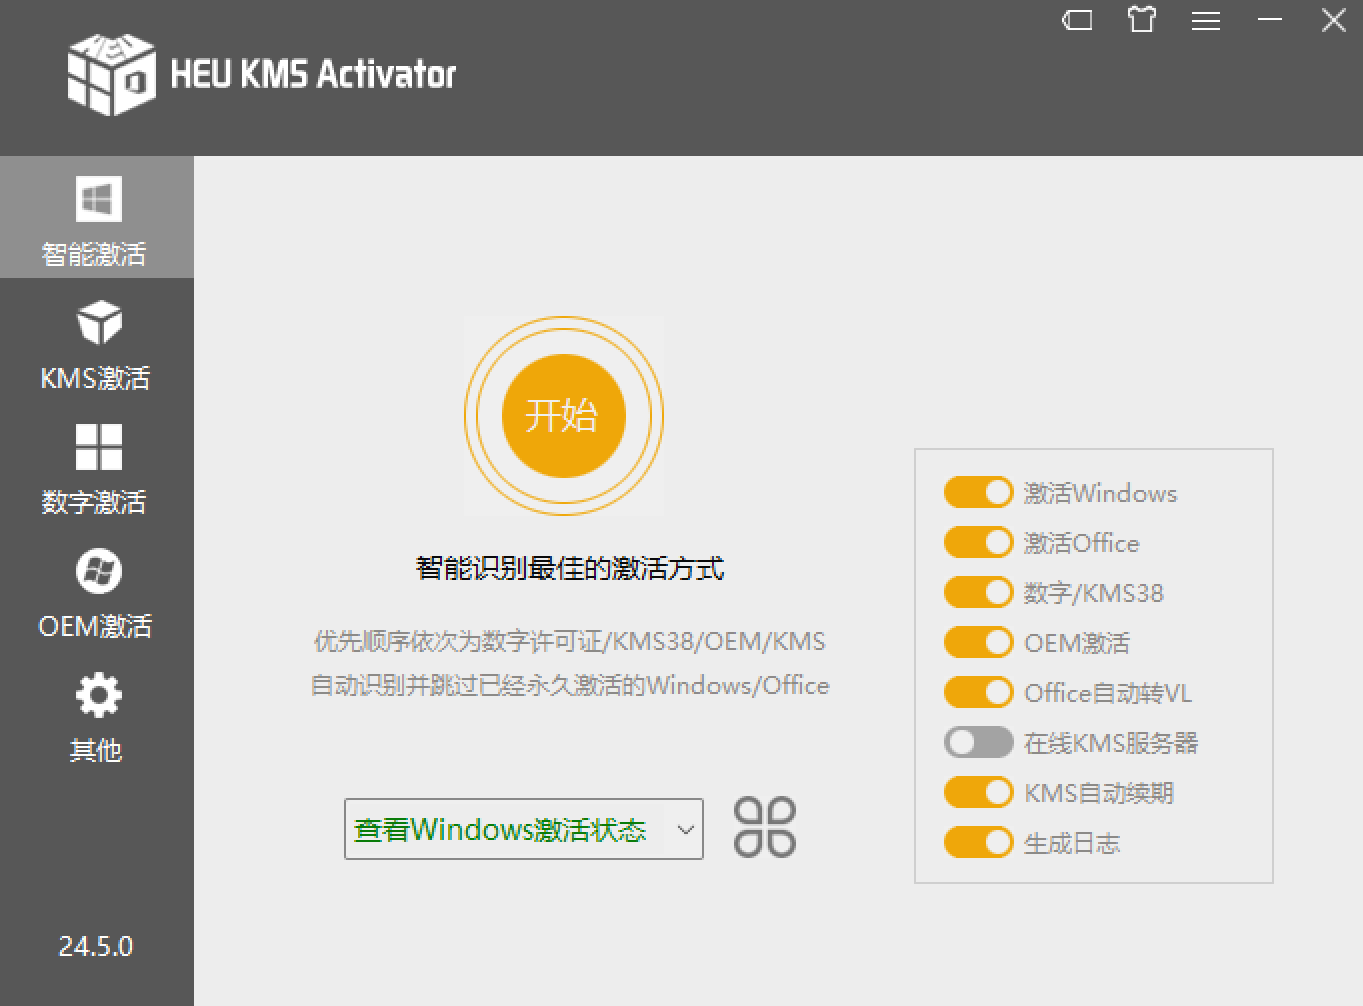 HEU KMS Activator
智能激活
KMS激活
数字激活
OEM激活
其他
24.5.0
开始
智能识别最佳的激活方式
优先顺序依次为数字许可证/KMS38/OEM/KMS
自动识别并跳过已经永久激活的Windows/Office
查看Windows激活状态
激活Windows
激活Office
数字/KMS38
OEM激活
Office自动转VL
在线KMS服务器
KMS自动续期
生成日志